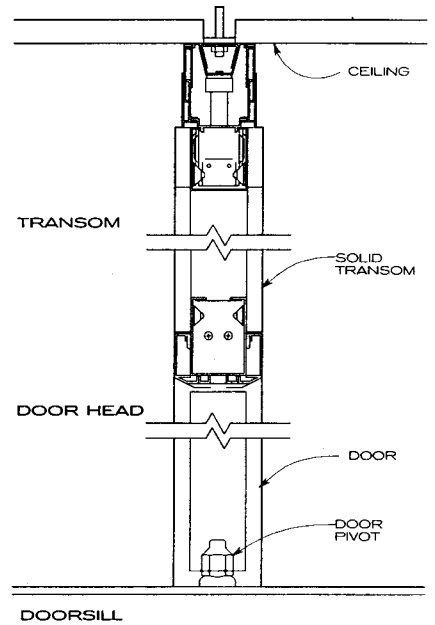 CEILING
TRANSOM
SOLID
TRANSOM
DOOR HEAD
DOOR
DOOR
PIVOT
DOORSILL